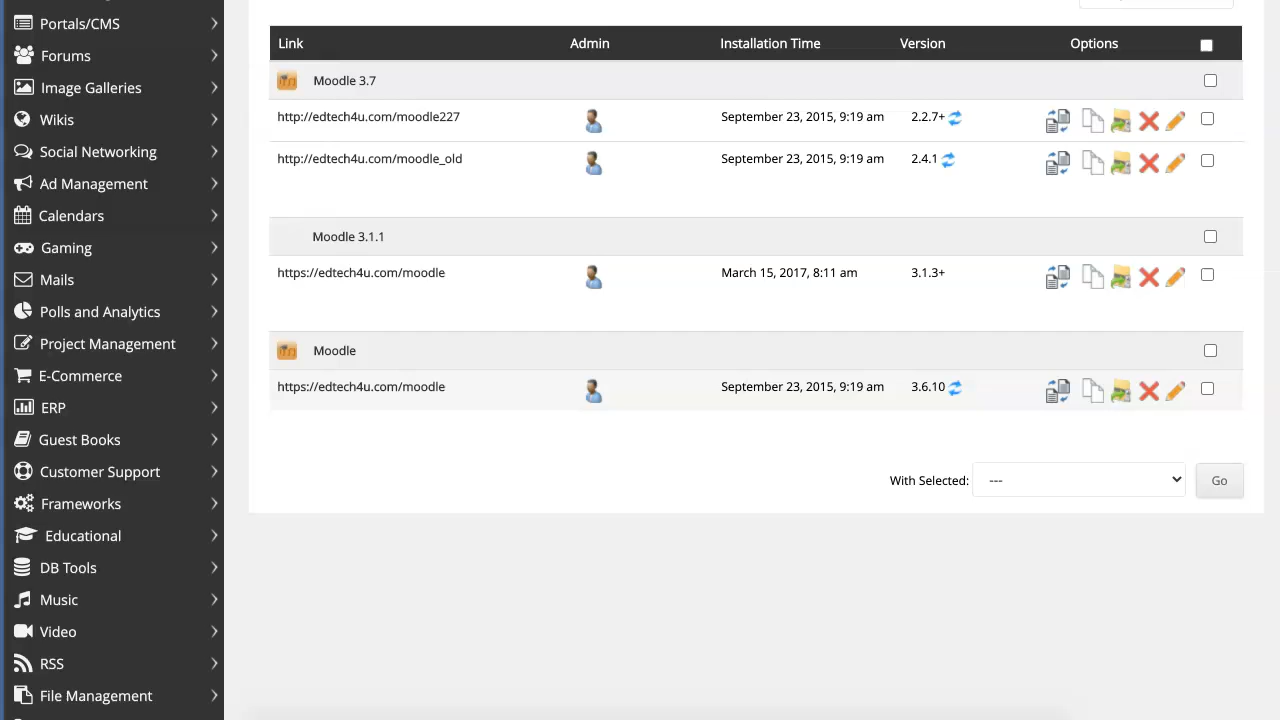 Portals/CMS
Forums
Image Galleries
Wikis
Social Networking
Ad Management
Calendars
Gaming
Mails
Polls and Analytics
Project Management
E-Commerce
ERP
Guest Books
Customer Support
Frameworks
Educational
DB Tools
Music
Video
RSS
File Management
Link Admin Installation Time Version Options
Moodle 3.7
http://edtech4u.com/moodle227 September 23, 2015, 9:19 am 2.2.7+
http://edtech4u.com/moodle_old September 23, 2015, 9:19 am 2.4.1
Moodle 3.1.1
https://edtech4u.com/moodle March 15, 2017, 8:11 am 3.1.3+
Moodle
https://edtech4u.com/moodle September 23, 2015, 9:19 am 3.6.10
With Selected: --- Go